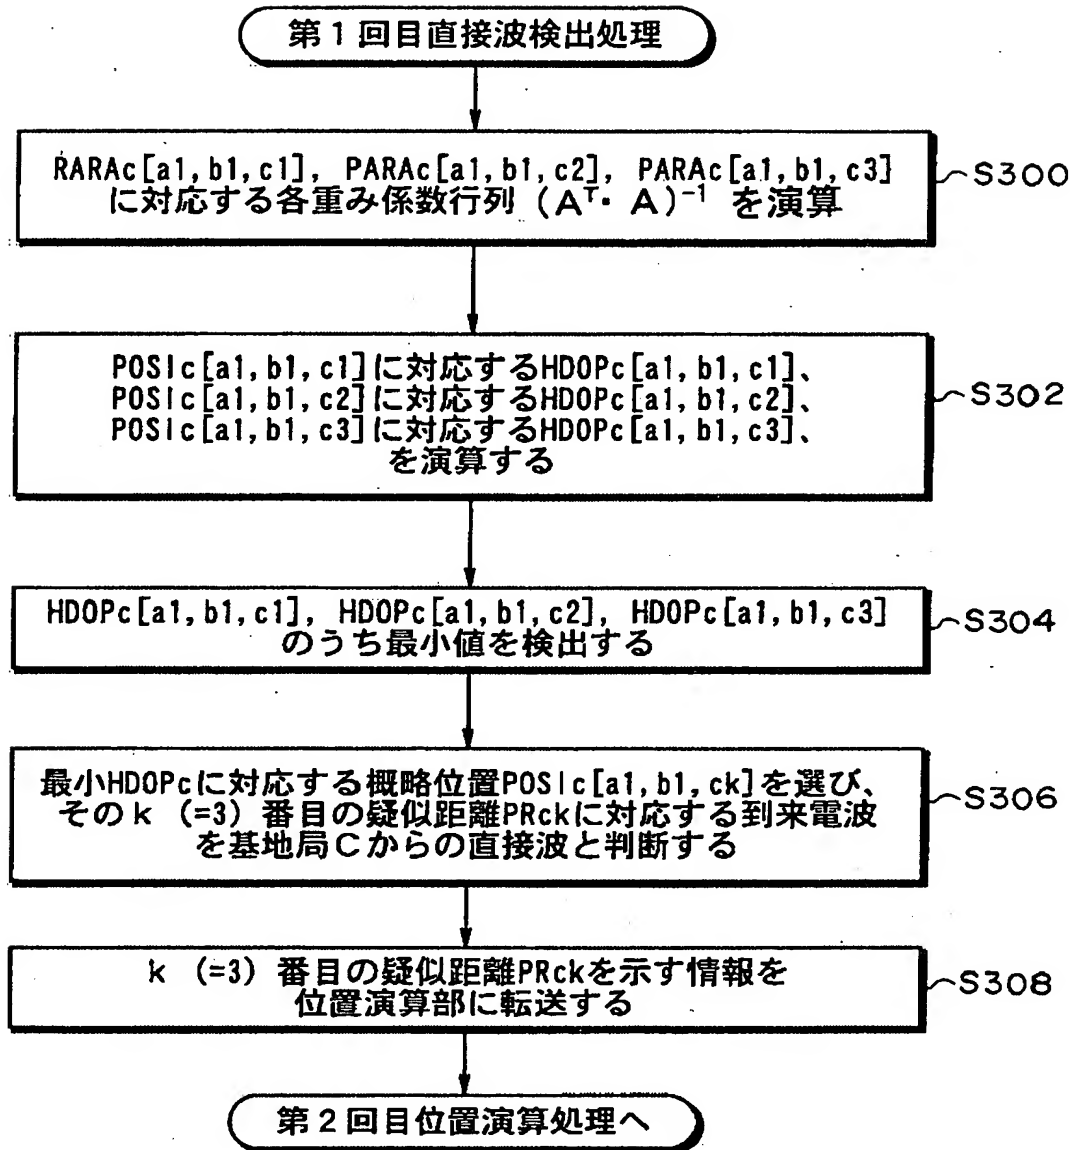 第1回目直接波検出処理
RARAc[a1,b1,c1], PARAc[a1,b1,c2], PARAc[a1,b1,c3]
に対応する各重み係数行列 (Aᵀ・A)⁻¹ を演算
S300
POSIc[a1,b1,c1]に対応するHDOPc[a1,b1,c1]、
POSIc[a1,b1,c2]に対応するHDOPc[a1,b1,c2]、
POSIc[a1,b1,c3]に対応するHDOPc[a1,b1,c3]、
を演算する
S302
HDOPc[a1,b1,c1], HDOPc[a1,b1,c2], HDOPc[a1,b1,c3]
のうち最小値を検出する
S304
最小HDOPcに対応する概略位置POSIc[a1,b1,ck]を選び、
そのk (=3) 番目の疑似距離PRckに対応する到来電波
を基地局Cからの直接波と判断する
S306
k (=3) 番目の疑似距離PRckを示す情報を
位置演算部に転送する
S308
第2回目位置演算処理へ